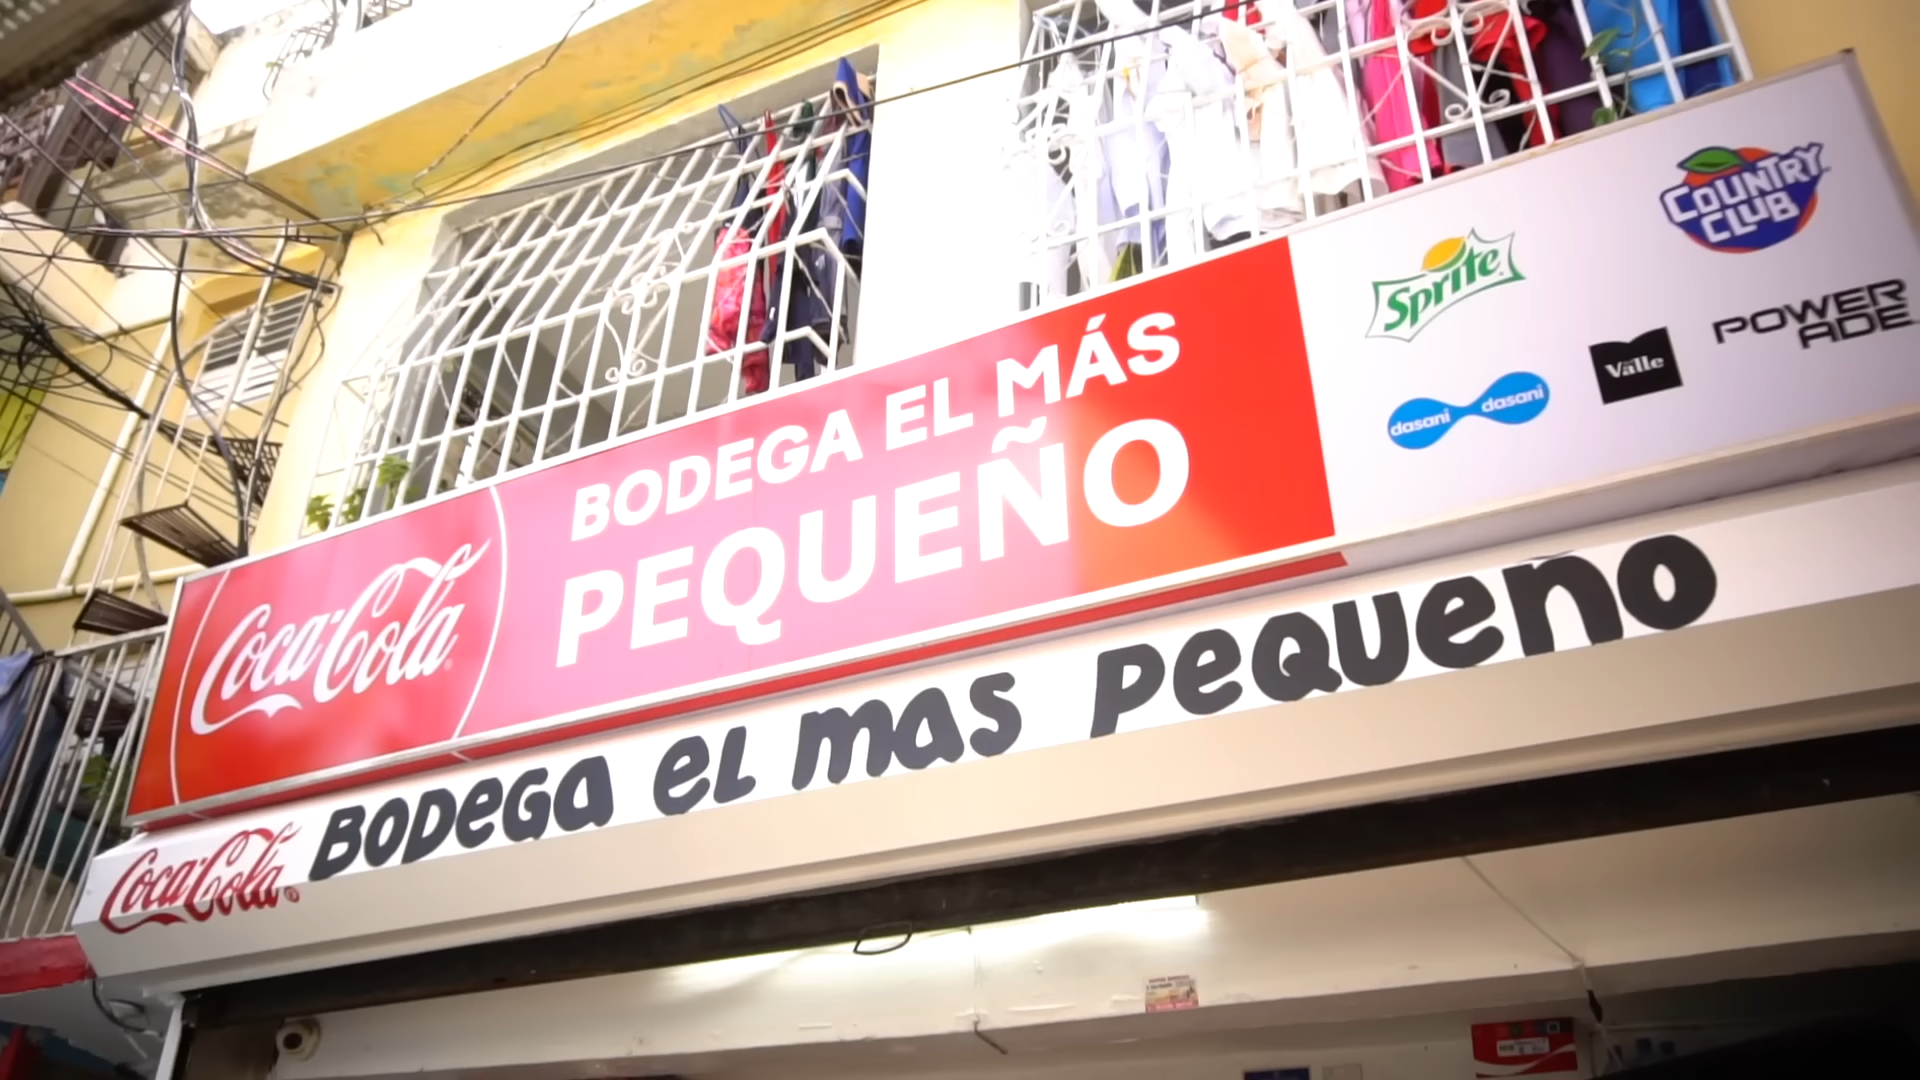 Coca-Cola
BODEGA EL MÁS
PEQUEÑO
Sprite
COUNTRY
CLUB
dasani dasani
Valle
POWER
ADE
Coca-Cola BODEGA EL MAS PEQUEÑO